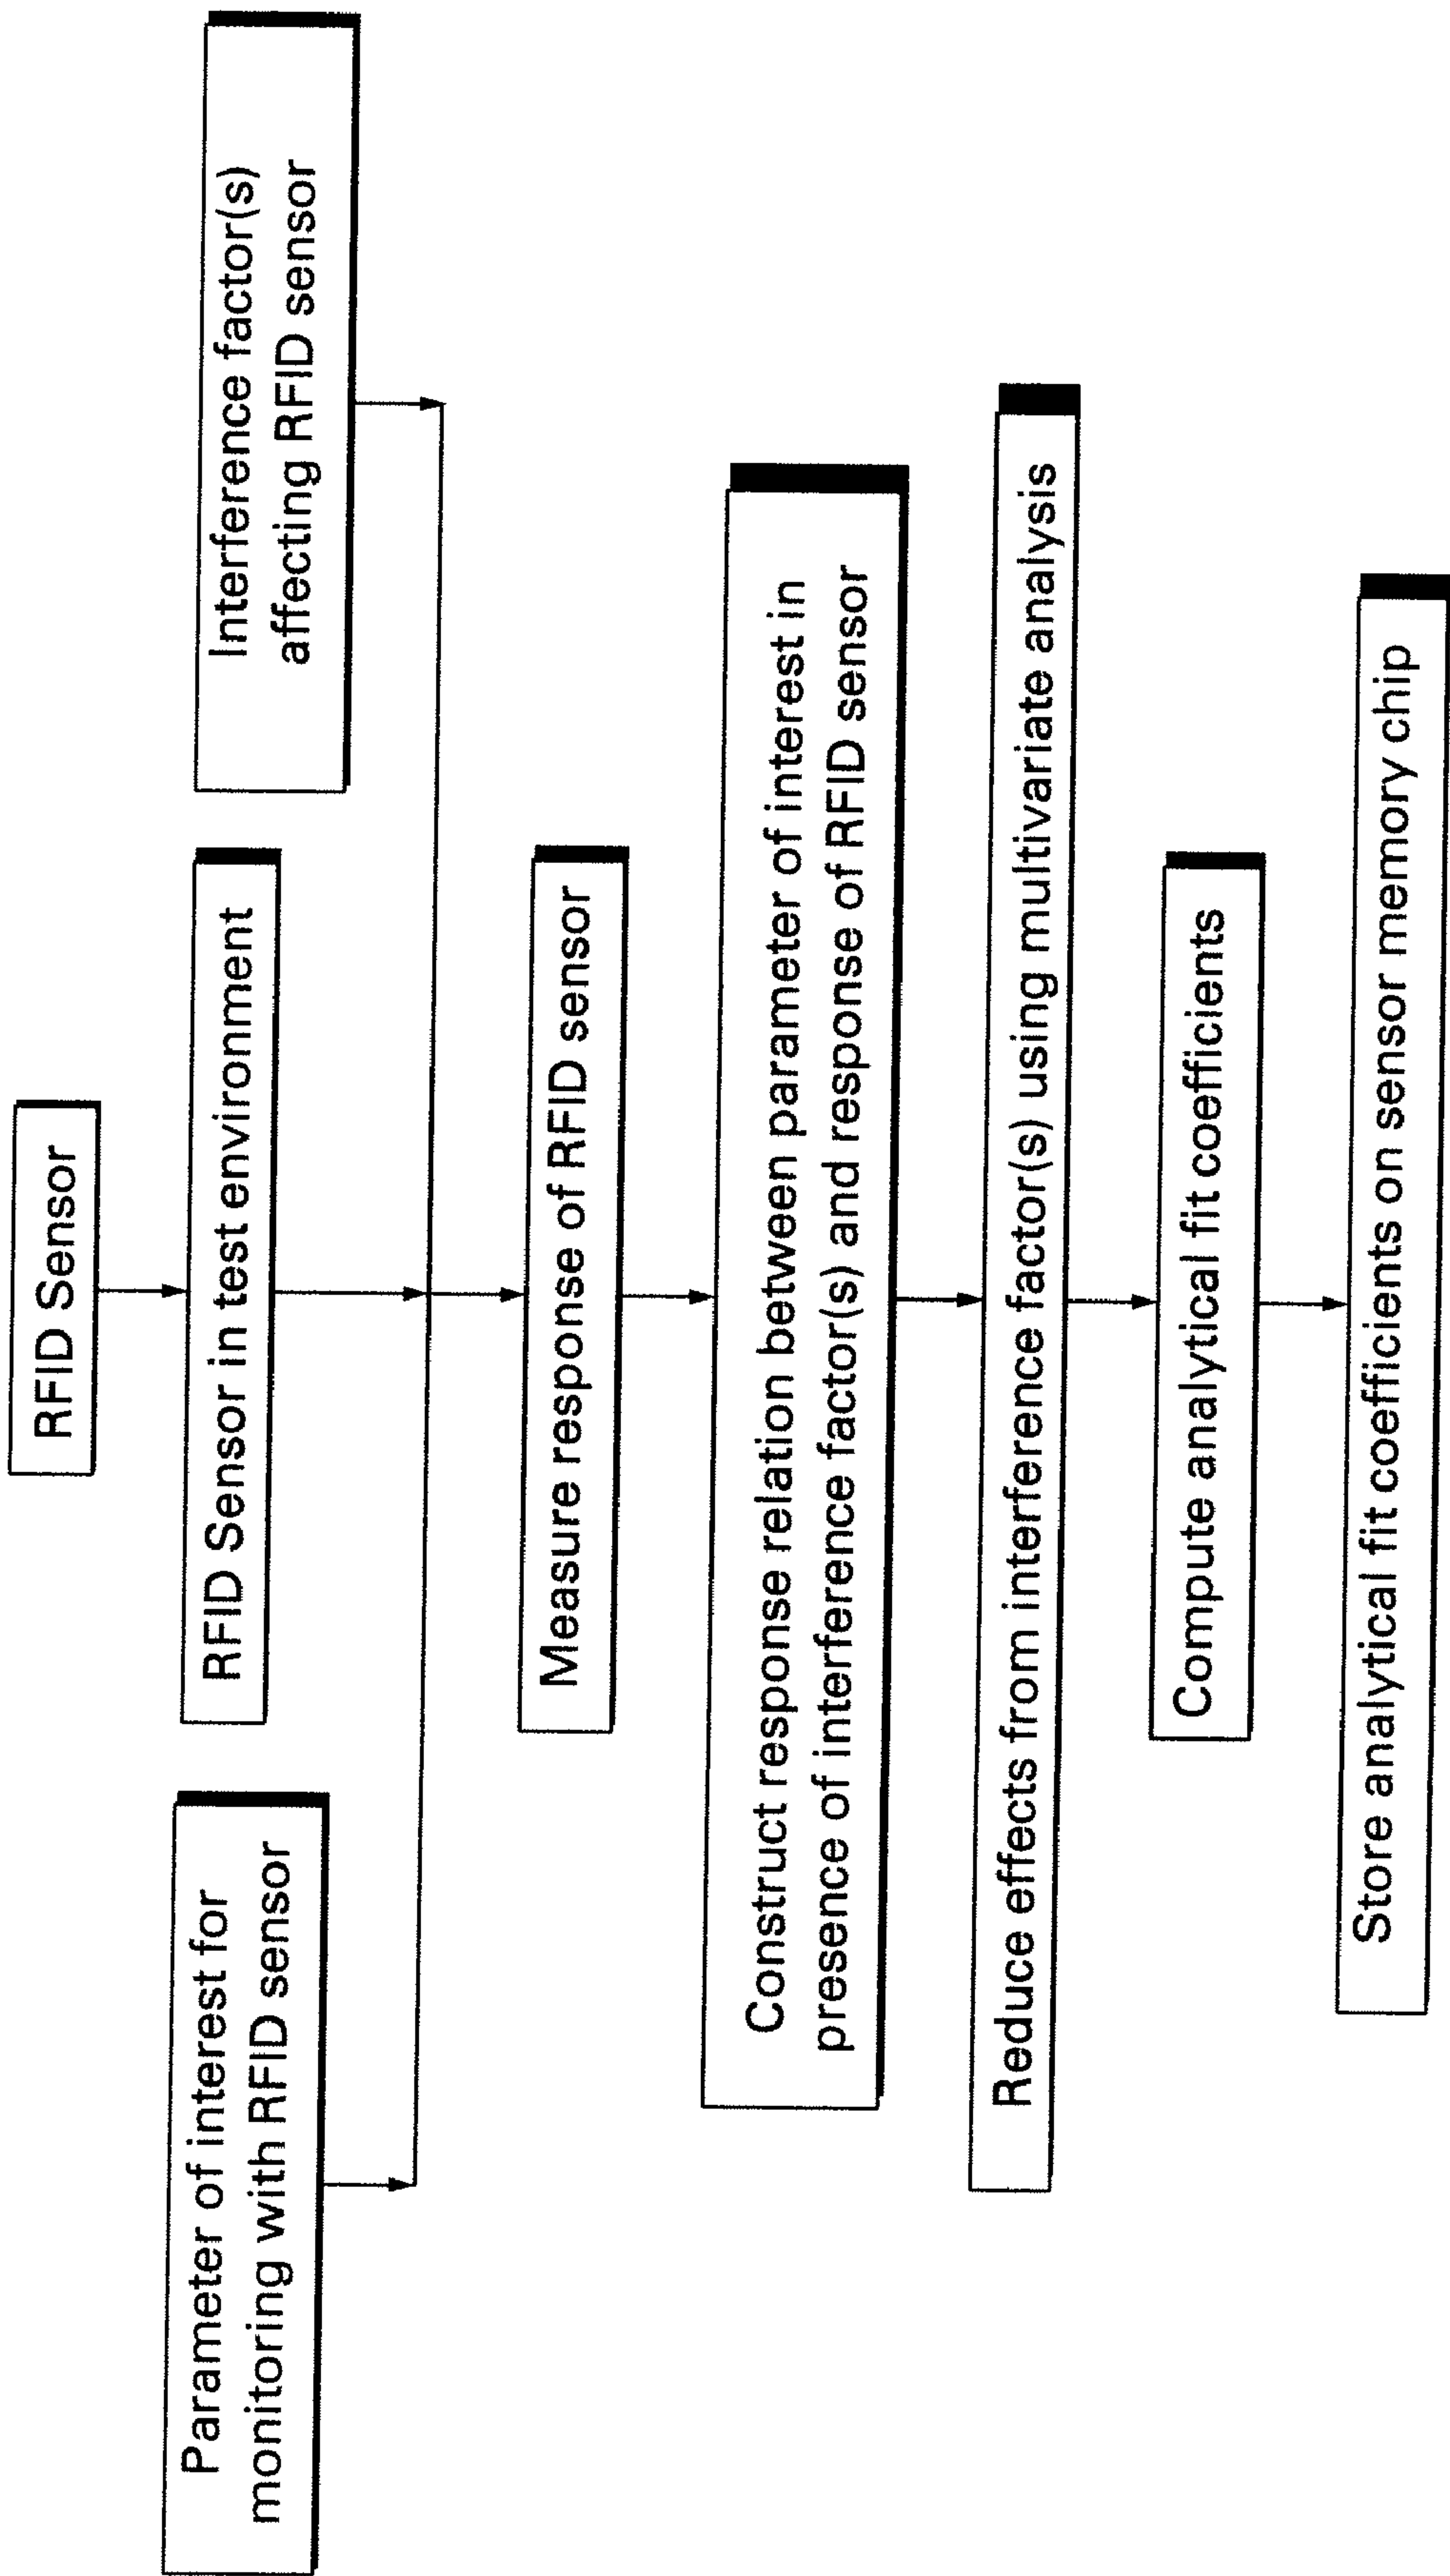 RFID Sensor
Parameter of interest for
monitoring with RFID sensor
RFID Sensor in test environment
Interference factor(s)
affecting RFID sensor
Measure response of RFID sensor
Construct response relation between parameter of interest in
presence of interference factor(s) and response of RFID sensor
Reduce effects from interference factor(s) using multivariate analysis
Compute analytical fit coefficients
Store analytical fit coefficients on sensor memory chip